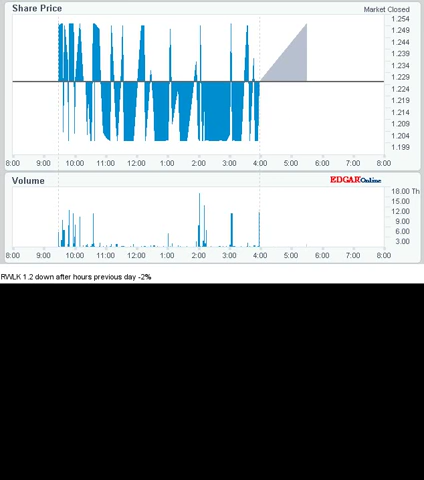 Share Price
Market Closed
1.254
1.249
1.244
1.239
1.234
1.229
1.224
1.219
1.214
1.209
1.204
1.199
8:00 9:00 10:00 11:00 12:00 1:00 2:00 3:00 4:00 5:00 6:00 7:00 8:00
Volume
EDGAR Online
18.00 Th
15.00
12.00
9.00
6.00
3.00
8:00 9:00 10:00 11:00 12:00 1:00 2:00 3:00 4:00 5:00 6:00 7:00 8:00
RWLK 1.2 down after hours previous day -2%